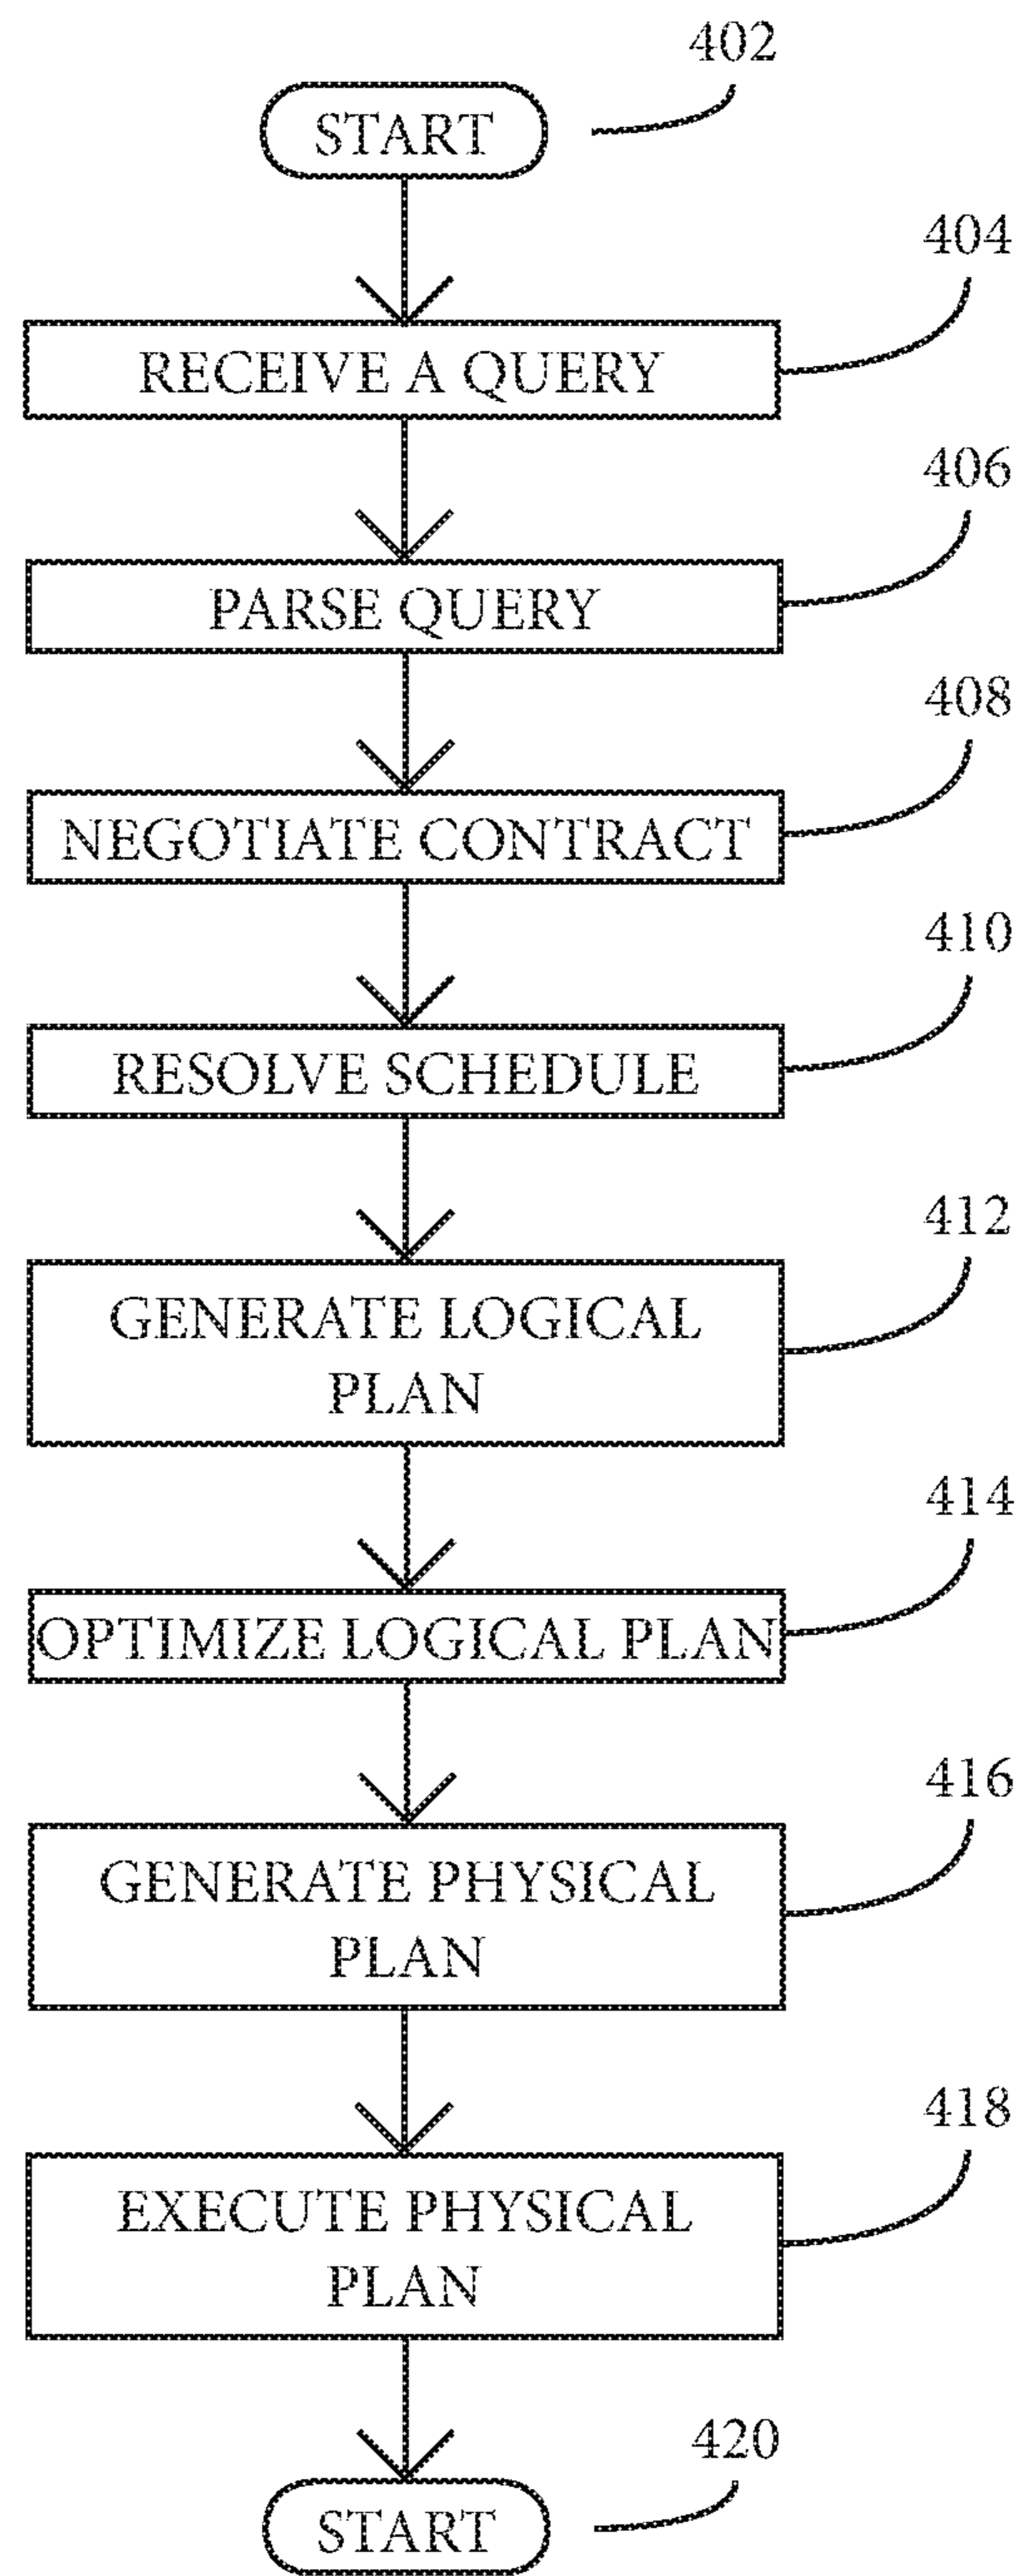 402
START
404
RECEIVE A QUERY
406
PARSE QUERY
408
NEGOTIATE CONTRACT
410
RESOLVE SCHEDULE
412
GENERATE LOGICAL
PLAN
414
OPTIMIZE LOGICAL PLAN
416
GENERATE PHYSICAL
PLAN
418
EXECUTE PHYSICAL
PLAN
420
START